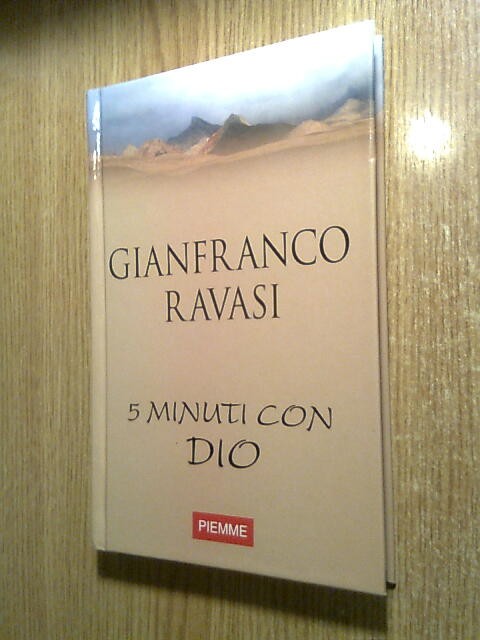 GIANFRANCO
RAVASI
5 MINUTI CON
DIO
PIEMME